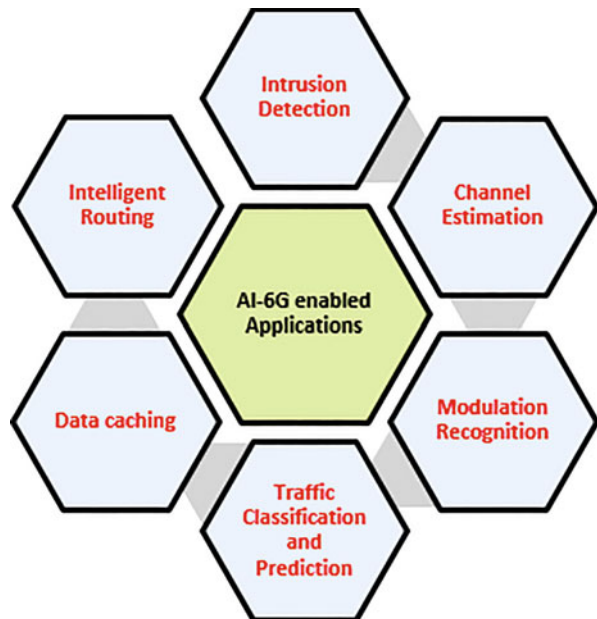 Intrusion
Detection
Intelligent
Routing
Channel
Estimation
AI-6G enabled
Applications
Data caching
Modulation
Recognition
Traffic
Classification
and
Prediction